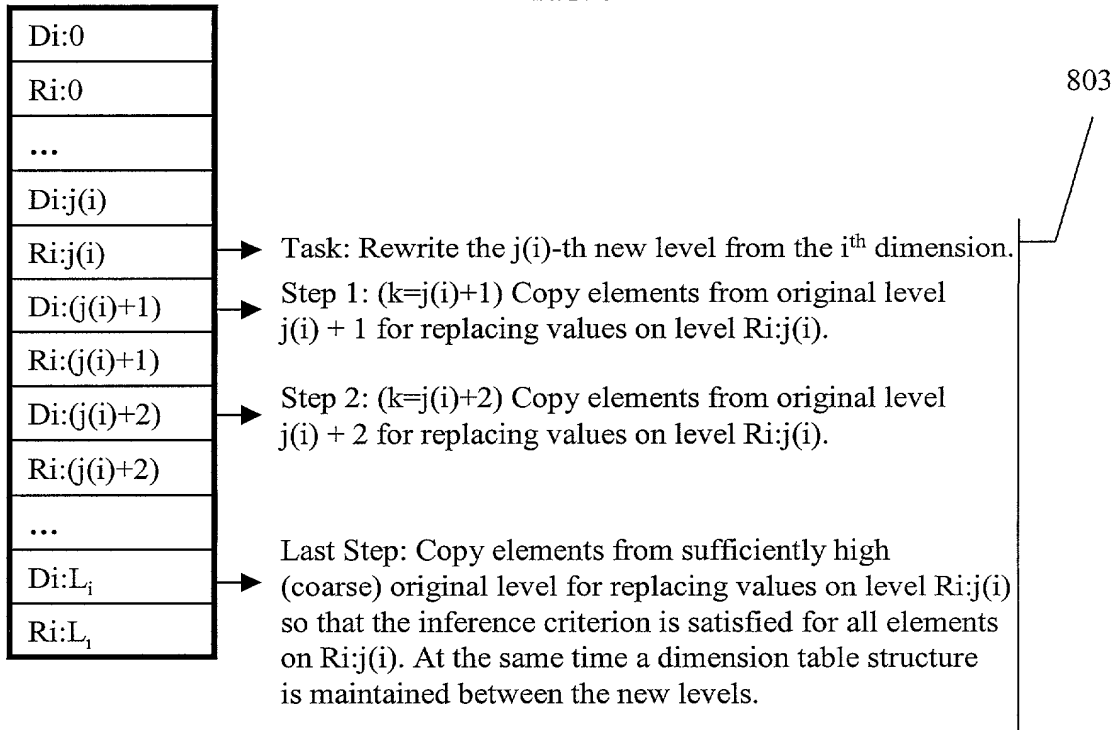 Di:0
Ri:0
...
Di:j(i)
Ri:j(i)
Di:(j(i)+1)
Ri:(j(i)+1)
Di:(j(i)+2)
Ri:(j(i)+2)
...
Di:Li
Ri:Li
803
Task: Rewrite the j(i)-th new level from the ith dimension.
Step 1: (k=j(i)+1) Copy elements from original level
j(i) + 1 for replacing values on level Ri:j(i).
Step 2: (k=j(i)+2) Copy elements from original level
j(i) + 2 for replacing values on level Ri:j(i).
Last Step: Copy elements from sufficiently high
(coarse) original level for replacing values on level Ri:j(i)
so that the inference criterion is satisfied for all elements
on Ri:j(i). At the same time a dimension table structure
is maintained between the new levels.